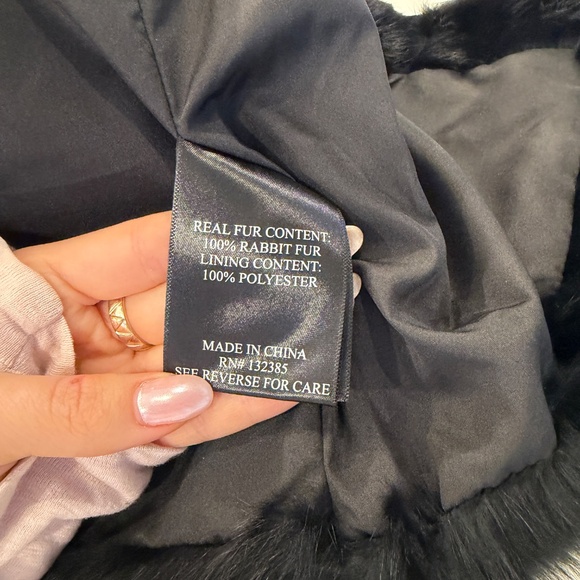 REAL FUR CONTENT:
100% RABBIT FUR
LINING CONTENT:
100% POLYESTER
MADE IN CHINA
RN# 132385
SEE REVERSE FOR CARE